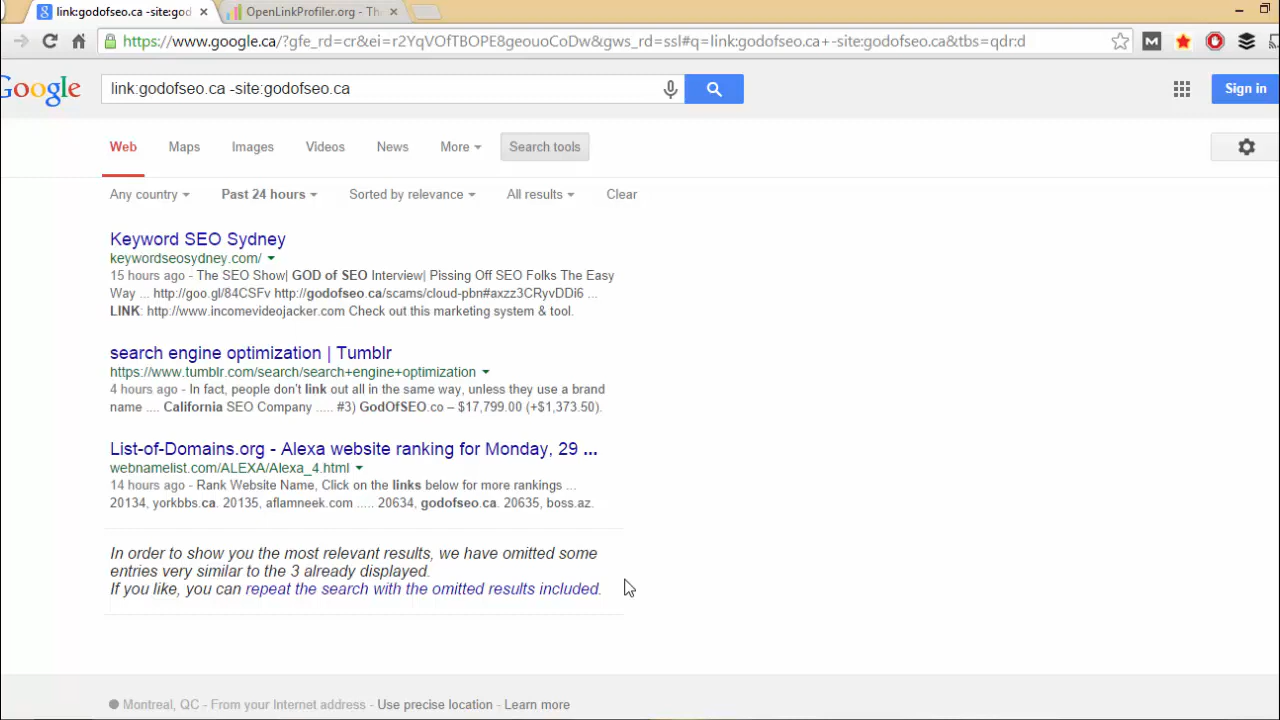 link:godofseo.ca -site:god
OpenLinkProfiler.org - The
https://www.google.ca/?gfe_rd=cr&ei=r2YqVOfTBOPE8geouoCoDw&gws_rd=ssl#q=link:godofseo.ca+-site:godofseo.ca&tbs=qdr:d
M
Google
link:godofseo.ca -site:godofseo.ca
Sign in
Web Maps Images Videos News More Search tools
Any country Past 24 hours Sorted by relevance All results Clear
Keyword SEO Sydney
keywordseosydney.com/
15 hours ago - The SEO Show| GOD of SEO Interview| Pissing Off SEO Folks The Easy
Way ... http://goo.gl/84CSFv http://godofseo.ca/scams/cloud-pbn#axzz3CRyvDDi6 ...
LINK: http://www.incomevideojacker.com Check out this marketing system & tool.
search engine optimization | Tumblr
https://www.tumblr.com/search/search+engine+optimization
4 hours ago - In fact, people don't link out all in the same way, unless they use a brand
name .... California SEO Company ..... #3) GodOfSEO.co – $17,799.00 (+$1,373.50).
List-of-Domains.org - Alexa website ranking for Monday, 29 ...
webnamelist.com/ALEXA/Alexa_4.html
14 hours ago - Rank Website Name, Click on the links below for more rankings ...
20134, yorkbbs.ca. 20135, aflamneek.com ..... 20634, godofseo.ca. 20635, boss.az.
In order to show you the most relevant results, we have omitted some
entries very similar to the 3 already displayed.
If you like, you can repeat the search with the omitted results included.
Montreal, QC - From your Internet address - Use precise location - Learn more